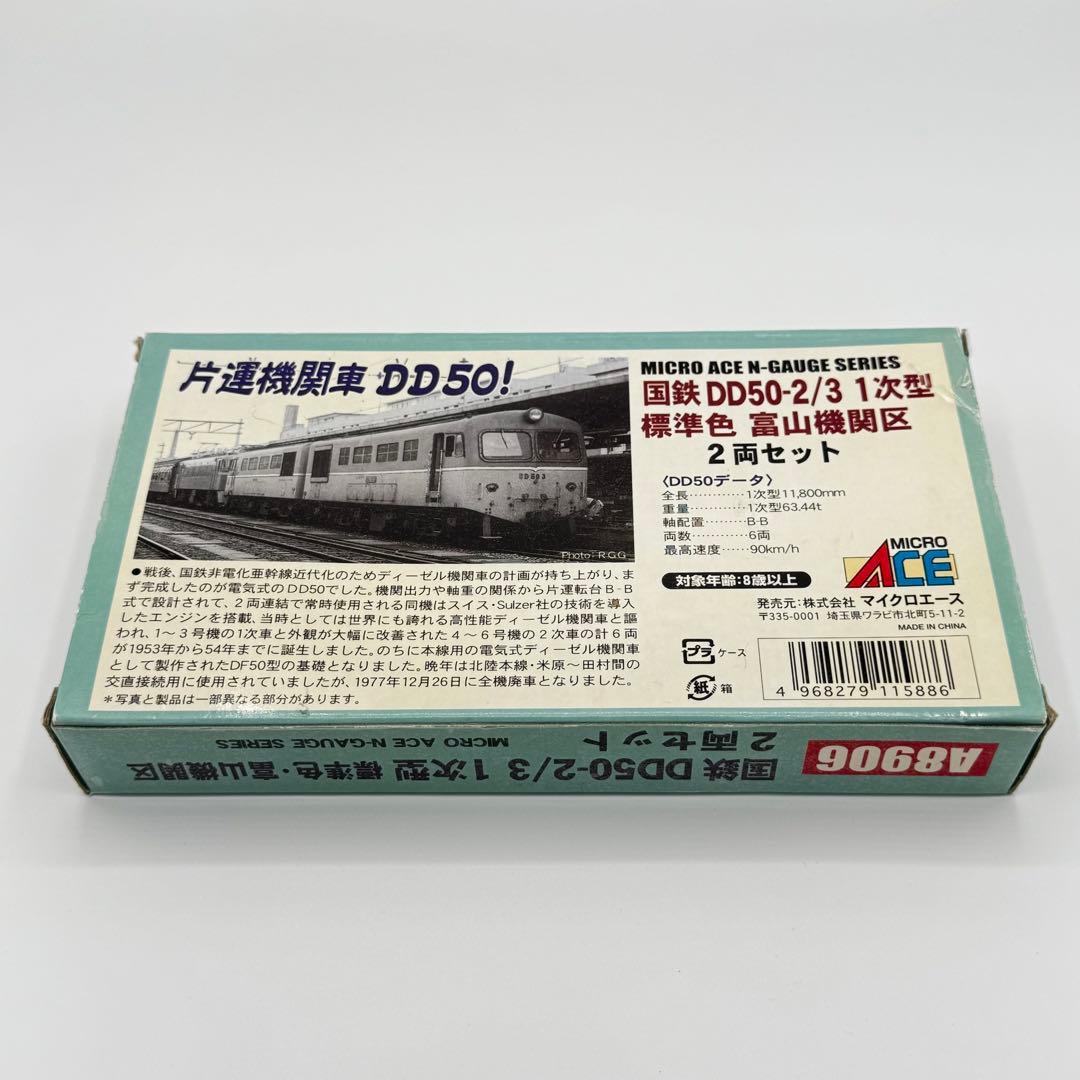 片運機関車 DD50!
DD50 3
Photo：RGG
●戦後、国鉄非電化亜幹線近代化のためディーゼル機関車の計画が持ち上がり、ま
ず完成したのが電気式のDD50でした。機関出力や軸重の関係から片運転台B-B
式で設計されて、２両連結で常時使用される同機はスイス・Sulzer社の技術を導入
したエンジンを搭載、当時としては世界にも誇れる高性能ディーゼル機関車と謳
われ、１〜３号機の１次車と外観が大幅に改善された４〜６号機の２次車の計６両
が1953年から54年までに誕生しました。のちに本線用の電気式ディーゼル機関車
として製作されたDF50型の基礎となりました。晩年は北陸本線・米原〜田村間の
交直接続用に使用されていましたが、1977年12月26日に全機廃車となりました。
＊写真と製品は一部異なる部分があります。
MICRO ACE N-GAUGE SERIES
国鉄 DD50-2/3 １次型
標準色 富山機関区
２両セット
〈DD50データ〉
全長…………１次型11,800mm
重量…………１次型63.44t
軸配置………B-B
両数…………６両
最高速度……90km/h
対象年齢:8歳以上
MICRO ACE
発売元：株式会社 マイクロエース
〒335-0001 埼玉県ワラビ市北町5-11-2
MADE IN CHINA
プラ ケース
紙 箱
4 968279 115886
A8906
国鉄 DD50-2/3 １次型 標準色・富山機関区
２両セット
MICRO ACE N-GAUGE SERIES